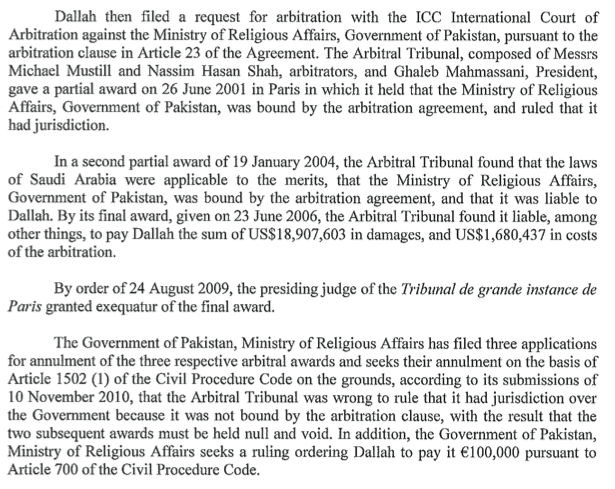 Dallah then filed a request for arbitration with the ICC International Court of
Arbitration against the Ministry of Religious Affairs, Government of Pakistan, pursuant to the
arbitration clause in Article 23 of the Agreement. The Arbitral Tribunal, composed of Messrs
Michael Mustill and Nassim Hasan Shah, arbitrators, and Ghaleb Mahmassani, President,
gave a partial award on 26 June 2001 in Paris in which it held that the Ministry of Religious
Affairs, Government of Pakistan, was bound by the arbitration agreement, and ruled that it
had jurisdiction.
In a second partial award of 19 January 2004, the Arbitral Tribunal found that the laws
of Saudi Arabia were applicable to the merits, that the Ministry of Religious Affairs,
Government of Pakistan, was bound by the arbitration agreement, and that it was liable to
Dallah. By its final award, given on 23 June 2006, the Arbitral Tribunal found it liable, among
other things, to pay Dallah the sum of US$18,907,603 in damages, and US$1,680,437 in costs
of the arbitration.
By order of 24 August 2009, the presiding judge of the Tribunal de grande instance de
Paris granted exequatur of the final award.
The Government of Pakistan, Ministry of Religious Affairs has filed three applications
for annulment of the three respective arbitral awards and seeks their annulment on the basis of
Article 1502 (1) of the Civil Procedure Code on the grounds, according to its submissions of
10 November 2010, that the Arbitral Tribunal was wrong to rule that it had jurisdiction over
the Government because it was not bound by the arbitration clause, with the result that the
two subsequent awards must be held null and void. In addition, the Government of Pakistan,
Ministry of Religious Affairs seeks a ruling ordering Dallah to pay it €100,000 pursuant to
Article 700 of the Civil Procedure Code.